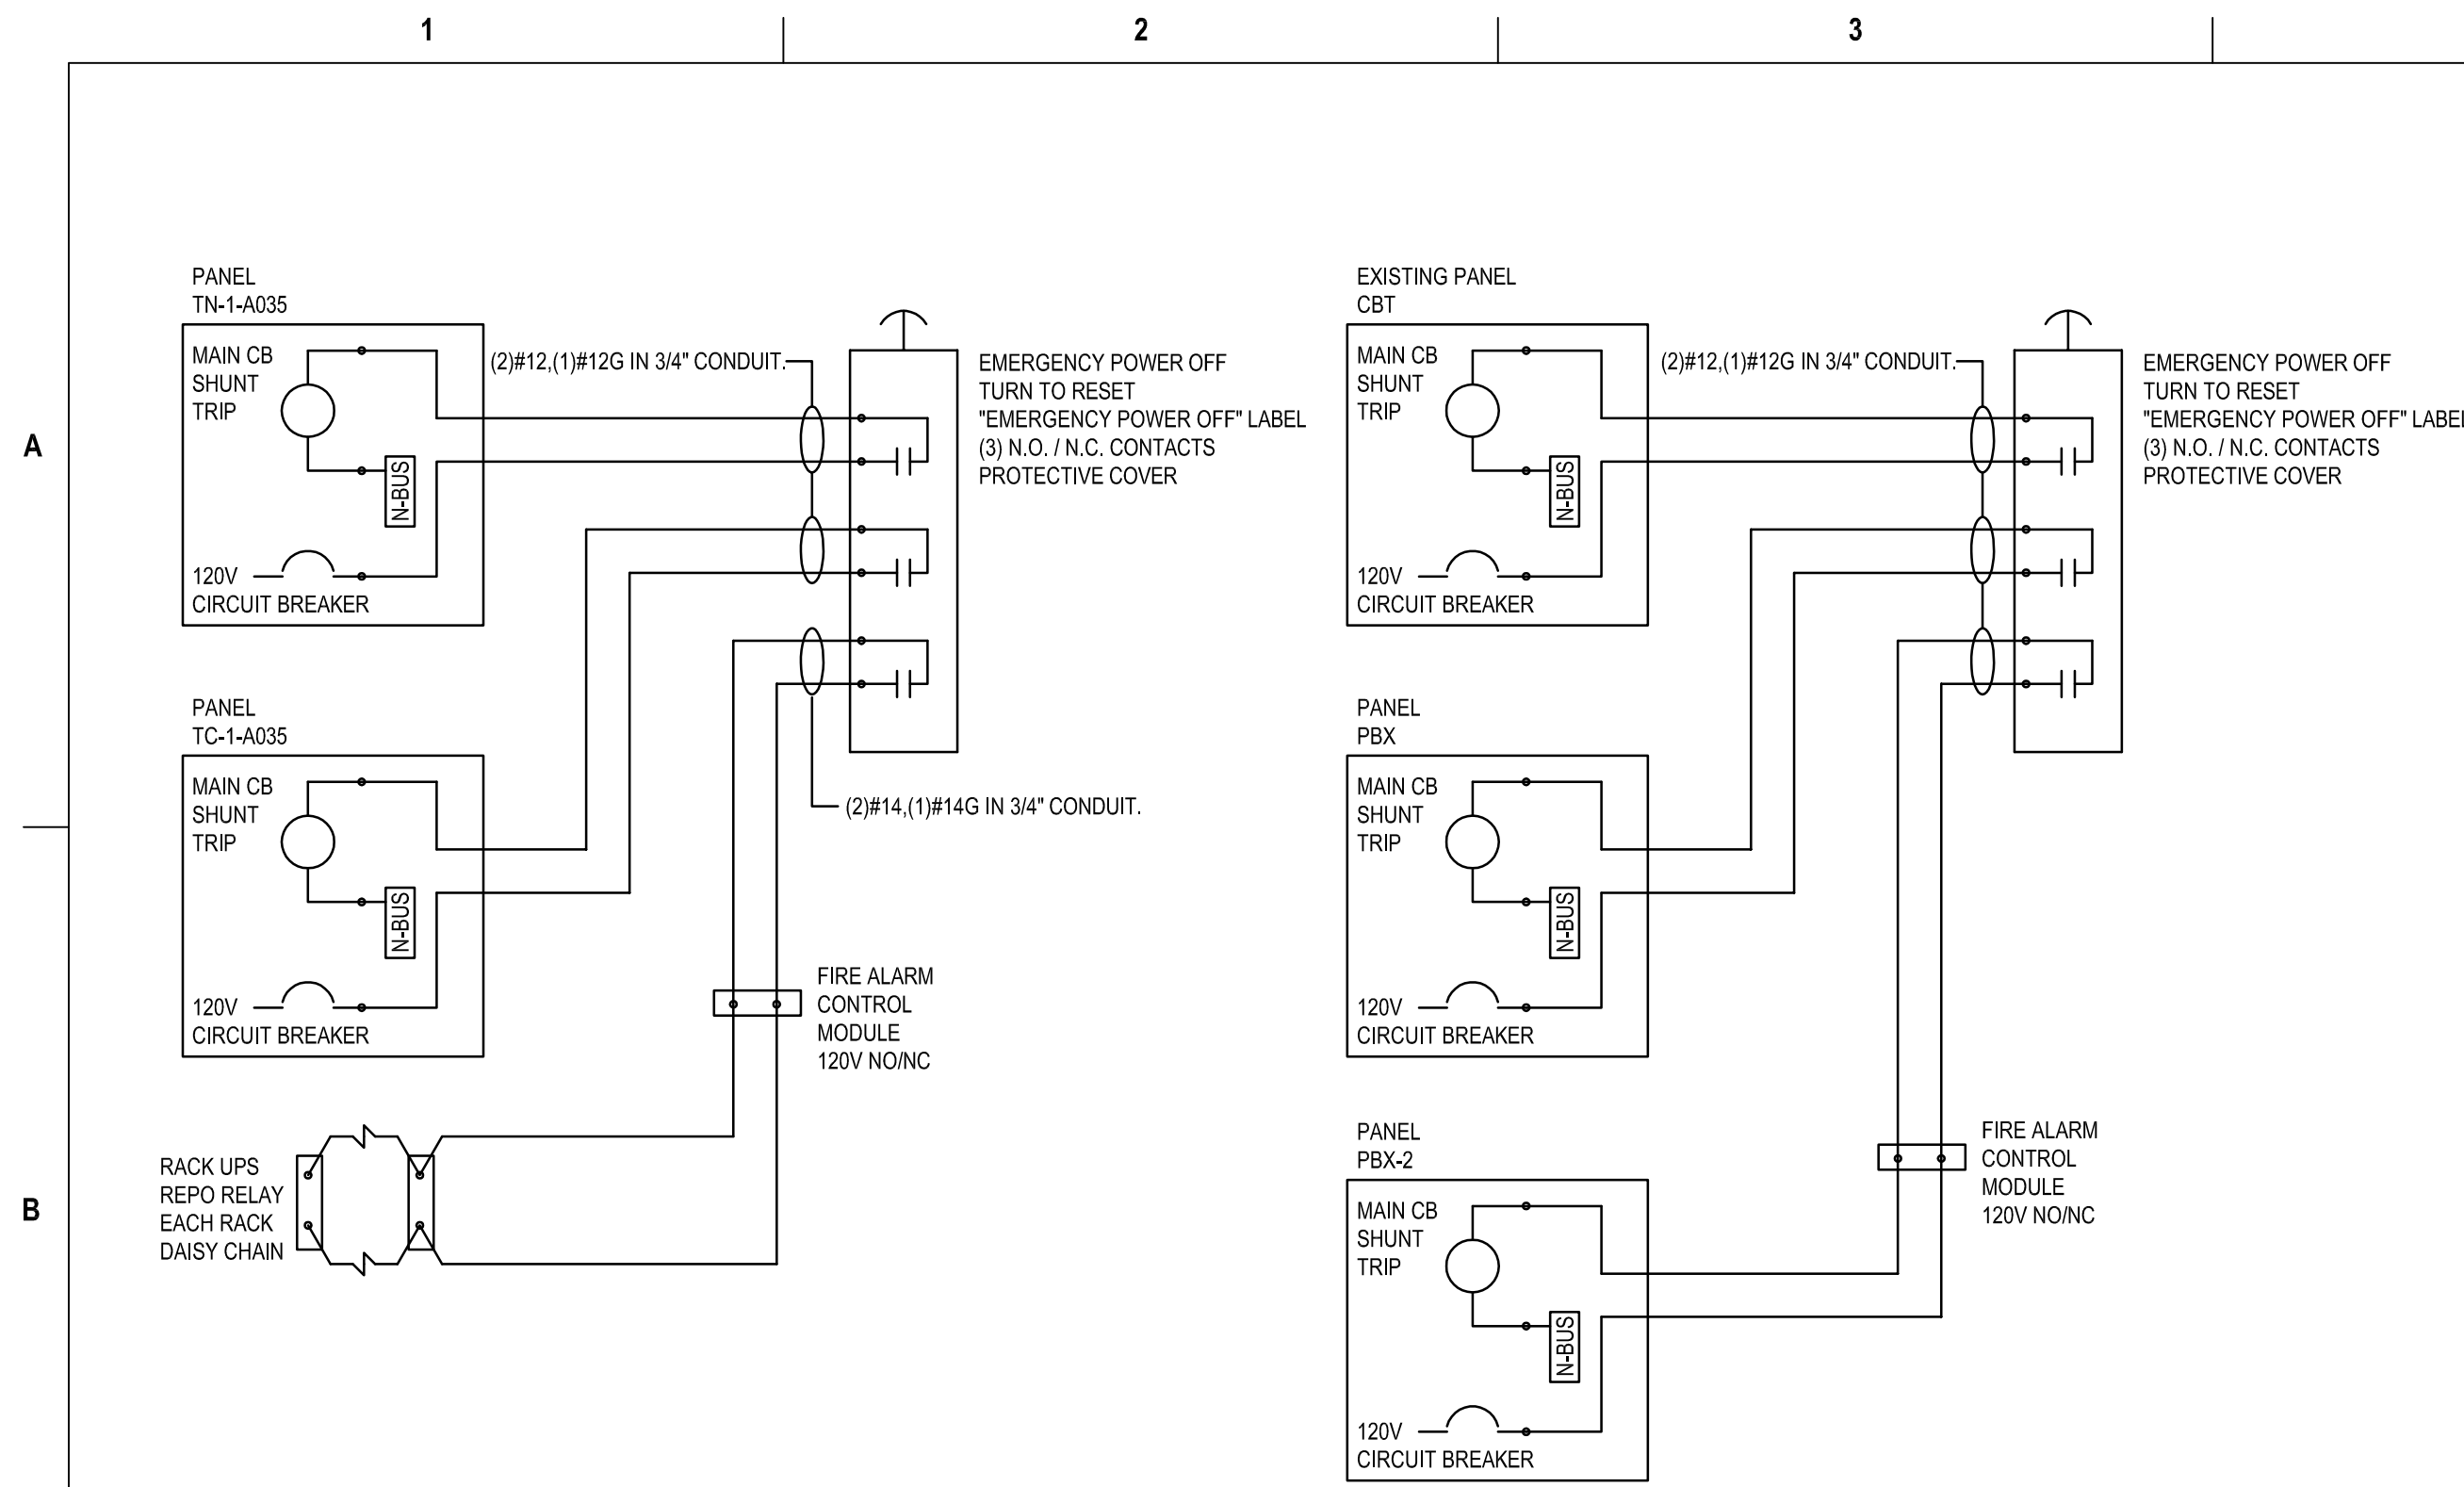 1
2
3
A
B
PANEL
TN-1-A035
MAIN CB
SHUNT
TRIP
N-BUS
120V
CIRCUIT BREAKER
(2)#12,(1)#12G IN 3/4" CONDUIT.
EMERGENCY POWER OFF
TURN TO RESET
"EMERGENCY POWER OFF" LABEL
(3) N.O. / N.C. CONTACTS
PROTECTIVE COVER
PANEL
TC-1-A035
MAIN CB
SHUNT
TRIP
N-BUS
120V
CIRCUIT BREAKER
(2)#14,(1)#14G IN 3/4" CONDUIT.
FIRE ALARM
CONTROL
MODULE
120V NO/NC
RACK UPS
REPO RELAY
EACH RACK
DAISY CHAIN
EXISTING PANEL
CBT
MAIN CB
SHUNT
TRIP
N-BUS
120V
CIRCUIT BREAKER
(2)#12,(1)#12G IN 3/4" CONDUIT.
EMERGENCY POWER OFF
TURN TO RESET
"EMERGENCY POWER OFF" LABEL
(3) N.O. / N.C. CONTACTS
PROTECTIVE COVER
PANEL
PBX
MAIN CB
SHUNT
TRIP
N-BUS
120V
CIRCUIT BREAKER
PANEL
PBX-2
MAIN CB
SHUNT
TRIP
N-BUS
120V
CIRCUIT BREAKER
FIRE ALARM
CONTROL
MODULE
120V NO/NC